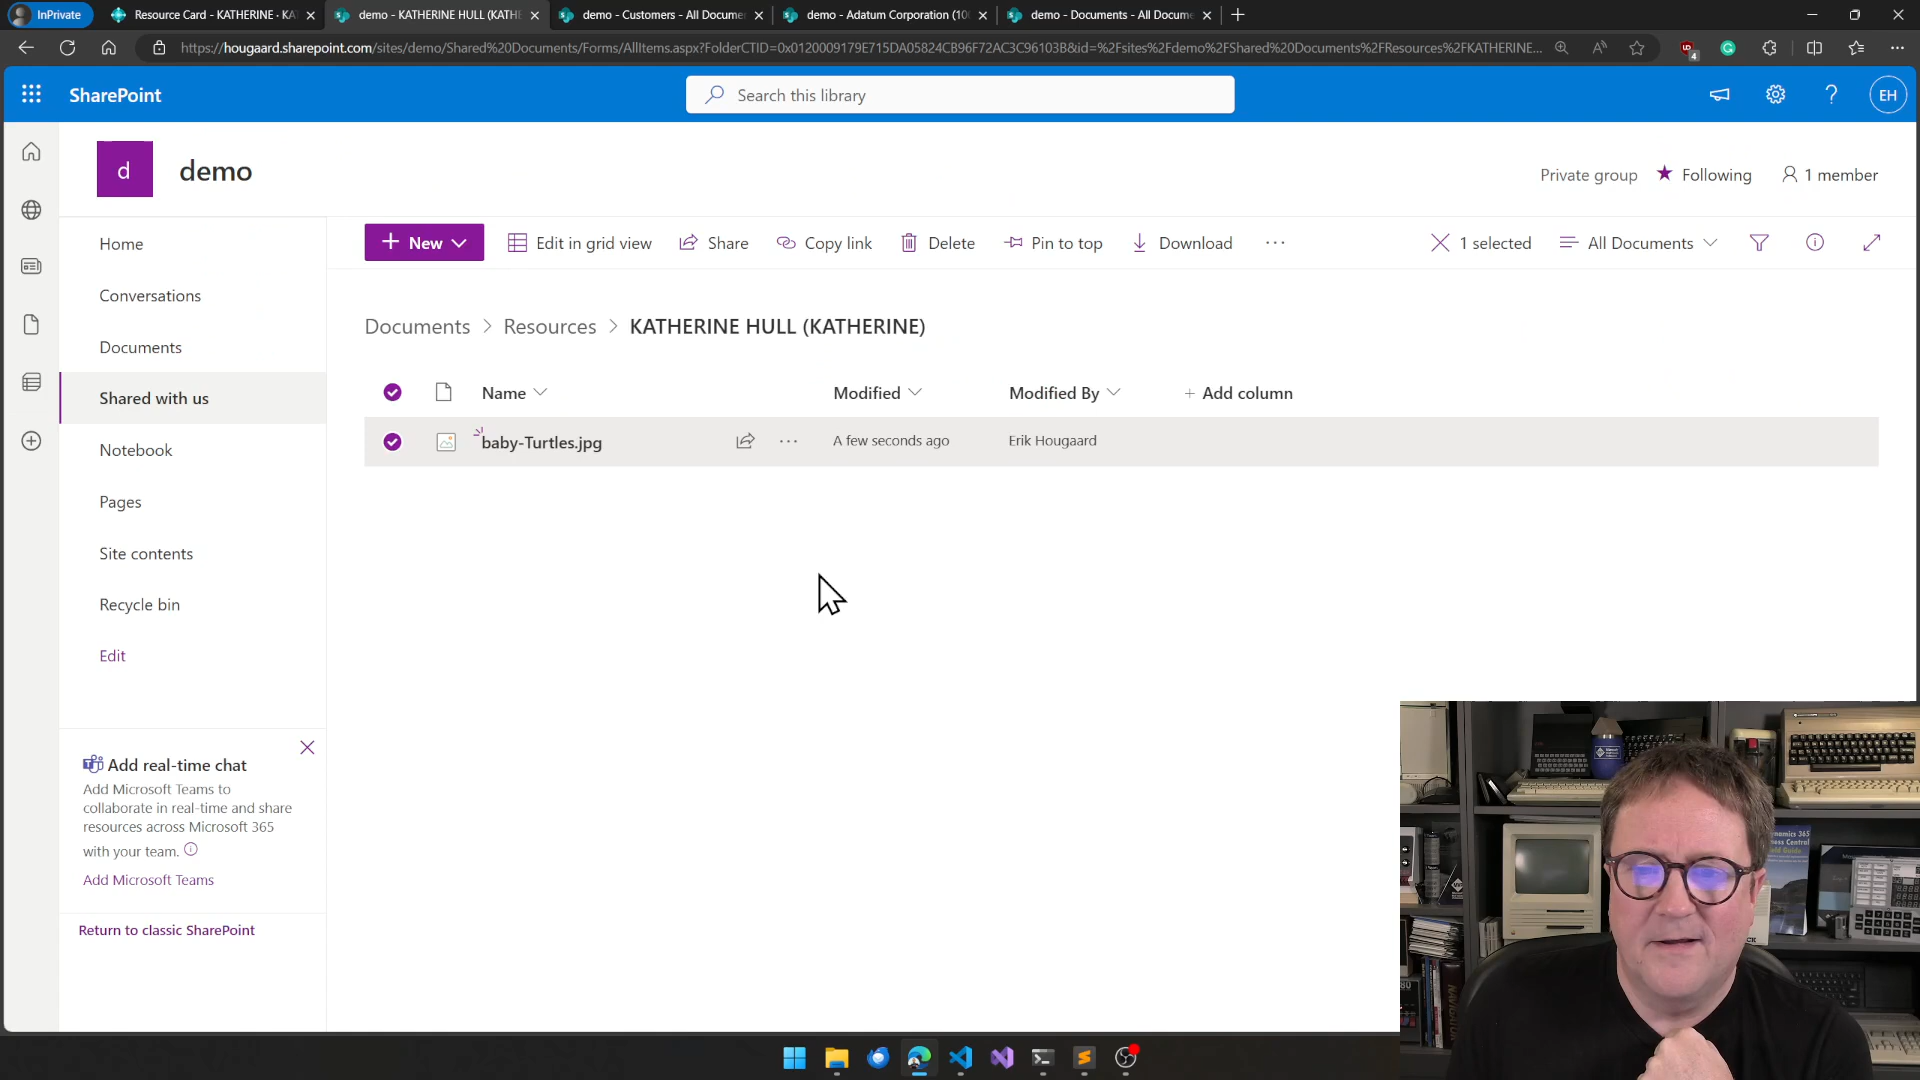 InPrivate
Resource Card - KATHERINE · KA
demo - KATHERINE HULL (KATHE
demo - Customers - All Docume
demo - Adatum Corporation (10
demo - Documents - All Docume
https://hougaard.sharepoint.com/sites/demo/Shared%20Documents/Forms/AllItems.aspx?FolderCTID=0x0120009179E715DA05824CB96F72AC3C96103B&id=%2Fsites%2Fdemo%2FShared%20Documents%2FResources%2FKATHERINE...
4
SharePoint
Search this library
EH
d
demo
Private group
Following
1 member
Home
Conversations
Documents
Shared with us
Notebook
Pages
Site contents
Recycle bin
Edit
New
Edit in grid view
Share
Copy link
Delete
Pin to top
Download
1 selected
All Documents
Documents > Resources > KATHERINE HULL (KATHERINE)
Name
Modified
Modified By
+ Add column
baby-Turtles.jpg
A few seconds ago
Erik Hougaard
Add real-time chat
Add Microsoft Teams to
collaborate in real-time and share
resources across Microsoft 365
with your team.
Add Microsoft Teams
Return to classic SharePoint